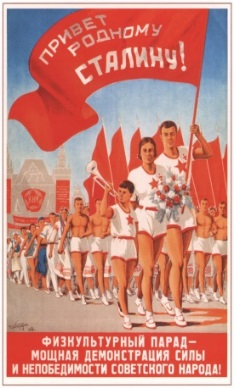 ПРИВЕТ
РОДНОМУ
СТАЛИНУ!
ФИЗКУЛЬТУРНЫЙ ПАРАД—
МОЩНАЯ ДЕМОНСТРАЦИЯ СИЛЫ
И НЕПОБЕДИМОСТИ СОВЕТСКОГО НАРОДА!